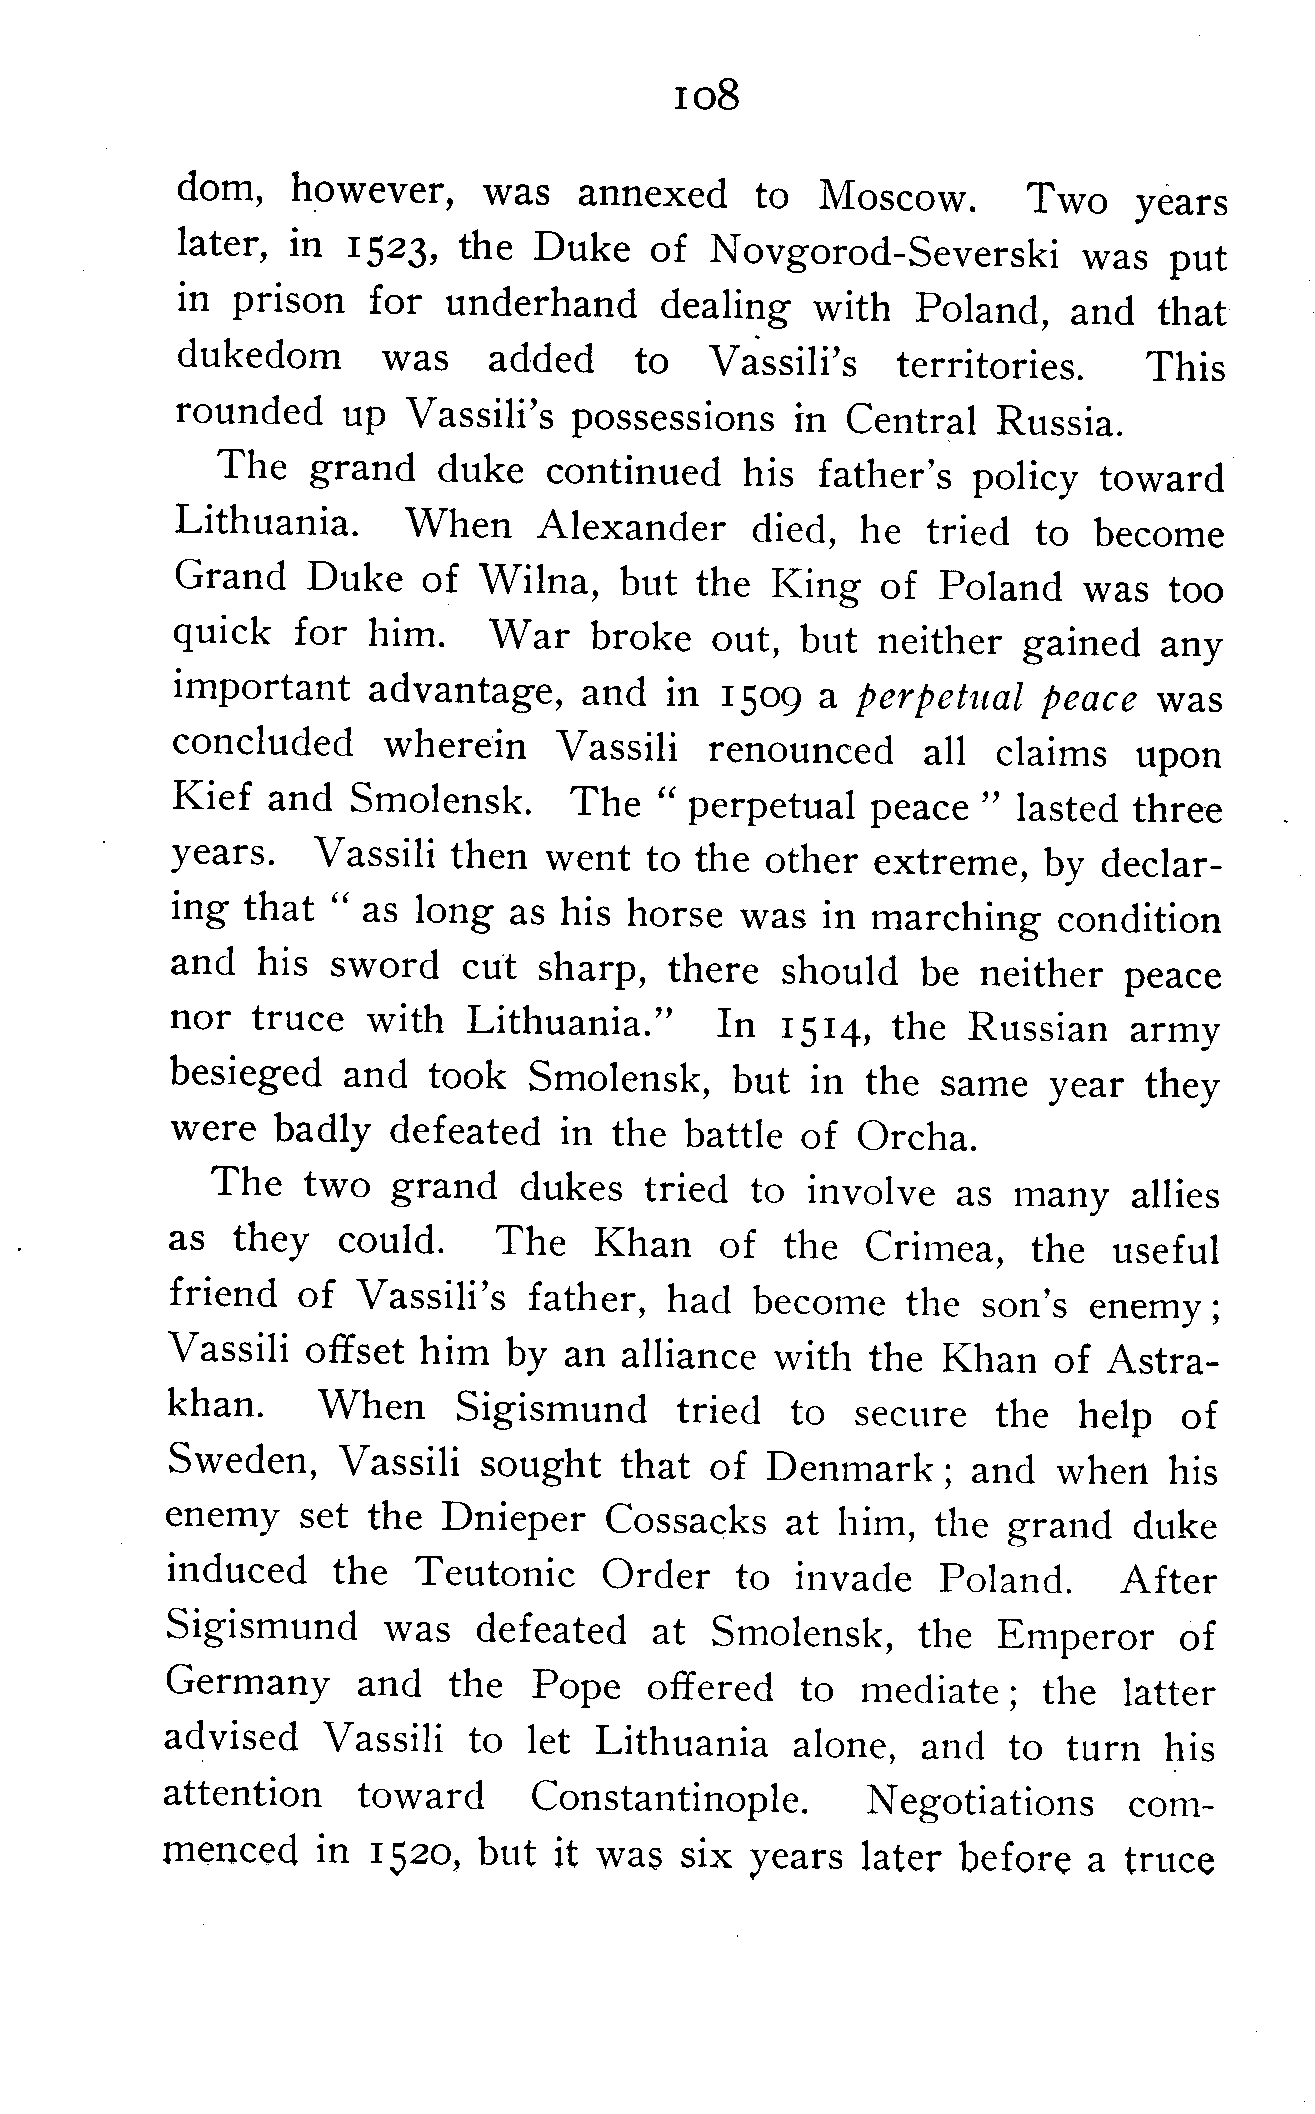 108
dom, however, was annexed to Moscow. Two years
later, in 1523, the Duke of Novgorod-Severski was put
in prison for underhand dealing with Poland, and that
dukedom was added to Vassili's territories. This
rounded up Vassili's possessions in Central Russia.
The grand duke continued his father's policy toward
Lithuania. When Alexander died, he tried to become
Grand Duke of Wilna, but the King of Poland was too
quick for him. War broke out, but neither gained any
important advantage, and in 1509 a perpetual peace was
concluded wherein Vassili renounced all claims upon
Kief and Smolensk. The " perpetual peace " lasted three
years. Vassili then went to the other extreme, by declar-
ing that " as long as his horse was in marching condition
and his sword cut sharp, there should be neither peace
nor truce with Lithuania." In 1514, the Russian army
besieged and took Smolensk, but in the same year they
were badly defeated in the battle of Orcha.
The two grand dukes tried to involve as many allies
as they could. The Khan of the Crimea, the useful
friend of Vassili's father, had become the son's enemy ;
Vassili offset him by an alliance with the Khan of Astra-
khan. When Sigismund tried to secure the help of
Sweden, Vassili sought that of Denmark ; and when his
enemy set the Dnieper Cossacks at him, the grand duke
induced the Teutonic Order to invade Poland. After
Sigismund was defeated at Smolensk, the Emperor of
Germany and the Pope offered to mediate ; the latter
advised Vassili to let Lithuania alone, and to turn his
attention toward Constantinople. Negotiations com-
menced in 1520, but it was six years later before a truce